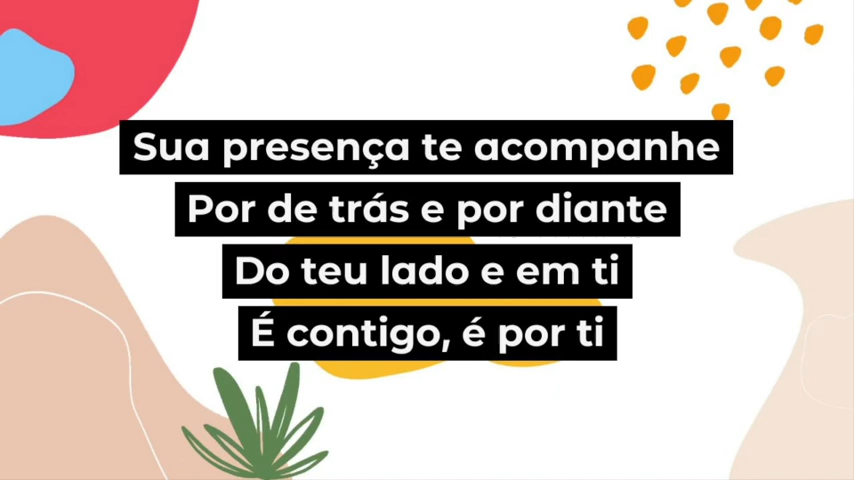 Sua presença te acompanhe
Por de trás e por diante
Do teu lado e em ti
É contigo, é por ti